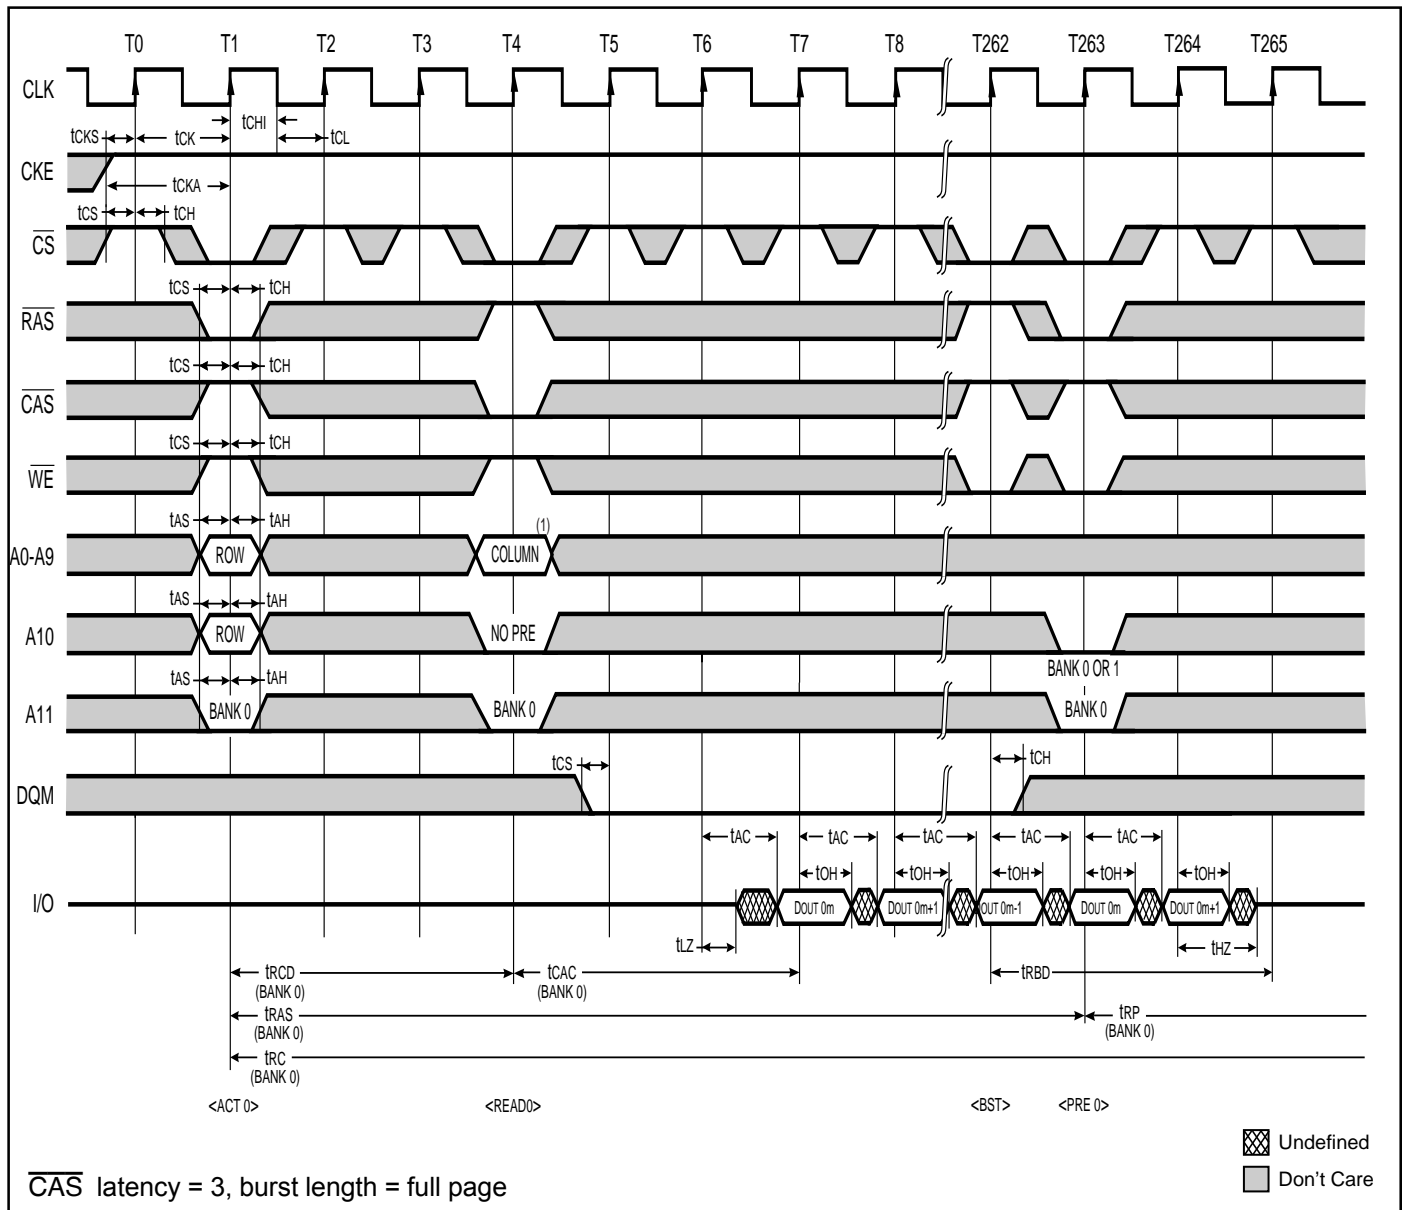 T0 T1 T2 T3 T4 T5 T6 T7 T8 T262 T263 T264 T265
CLK
tCHI
tCKS tCK tCL
CKE
tCKA
tCS tCH
CS
tCS tCH
RAS
tCS tCH
CAS
tCS tCH
WE
tAS tAH (1)
A0-A9 ROW COLUMN
tAS tAH
A10 ROW NO PRE
BANK 0 OR 1
tAS tAH
A11 BANK 0 BANK 0 BANK 0
tCS tCH
DQM
tAC tAC tAC tAC tAC
tOH tOH tOH tOH tOH
I/O DOUT 0m DOUT 0m+1 OUT 0m-1 DOUT 0m DOUT 0m+1
tLZ tHZ
tRCD tCAC tRBD
(BANK 0) (BANK 0)
tRAS tRP
(BANK 0) (BANK 0)
tRC
(BANK 0)
<ACT 0> <READ0> <BST> <PRE 0>
Undefined
Don't Care
CAS latency = 3, burst length = full page